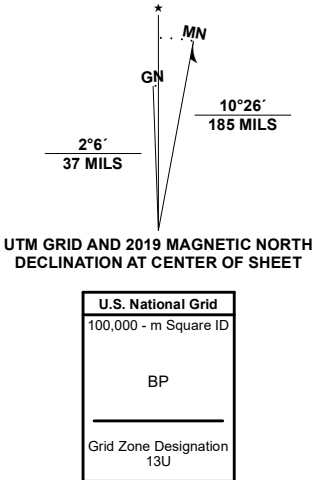 ★
MN
GN
10°26´
185 MILS
2°6´
37 MILS
UTM GRID AND 2019 MAGNETIC NORTH
DECLINATION AT CENTER OF SHEET
U.S. National Grid
100,000 - m Square ID
BP
Grid Zone Designation
13U